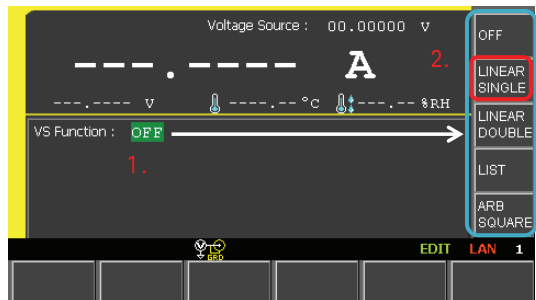 Voltage Source : 00.00000 V
---.---- A
---.---- V ----.-- °C ---.-- %RH
VS Function : OFF
1.
2.
OFF
LINEAR
SINGLE
LINEAR
DOUBLE
LIST
ARB
SQUARE
V GRD
EDIT LAN 1